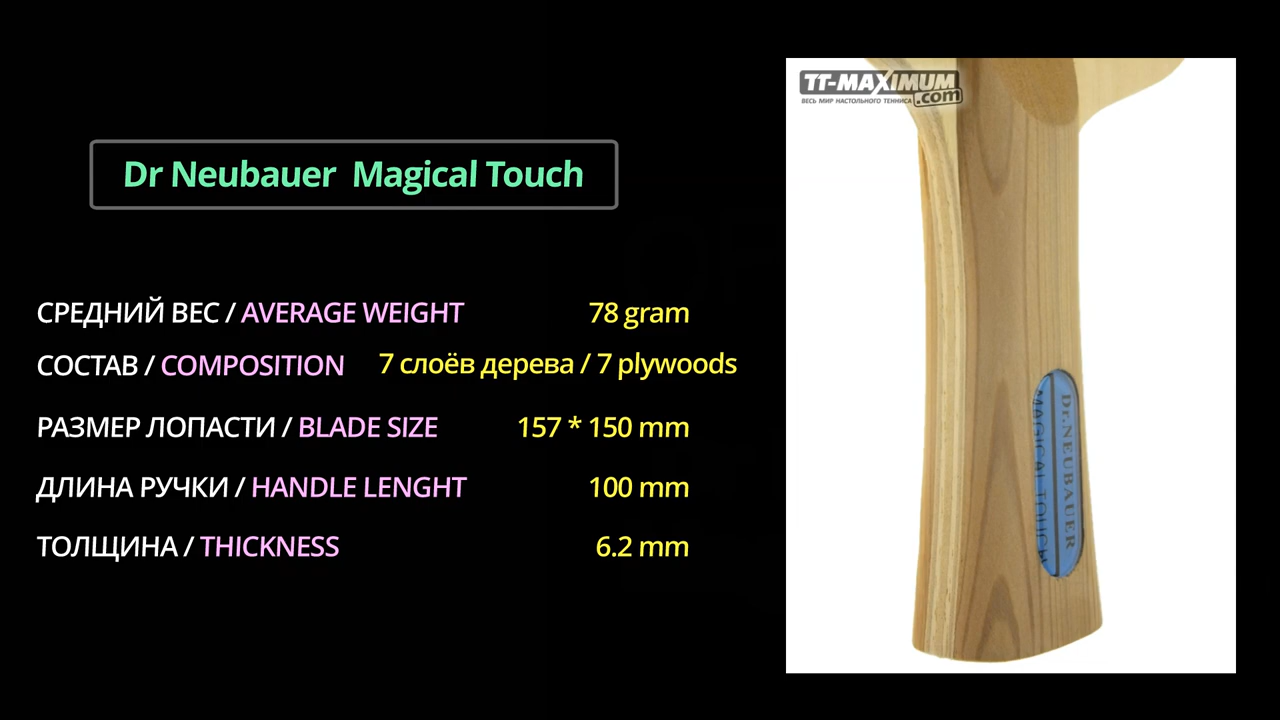 Dr Neubauer Magical Touch
СРЕДНИЙ ВЕС / AVERAGE WEIGHT 78 gram
СОСТАВ / COMPOSITION 7 слоёв дерева / 7 plywoods
РАЗМЕР ЛОПАСТИ / BLADE SIZE 157 * 150 mm
ДЛИНА РУЧКИ / HANDLE LENGHT 100 mm
ТОЛЩИНА / THICKNESS 6.2 mm
TT-MAXIMUM
.com
ВЕСЬ МИР НАСТОЛЬНОГО ТЕННИСА
Dr. NEUBAUER
MAGICAL TOUCH